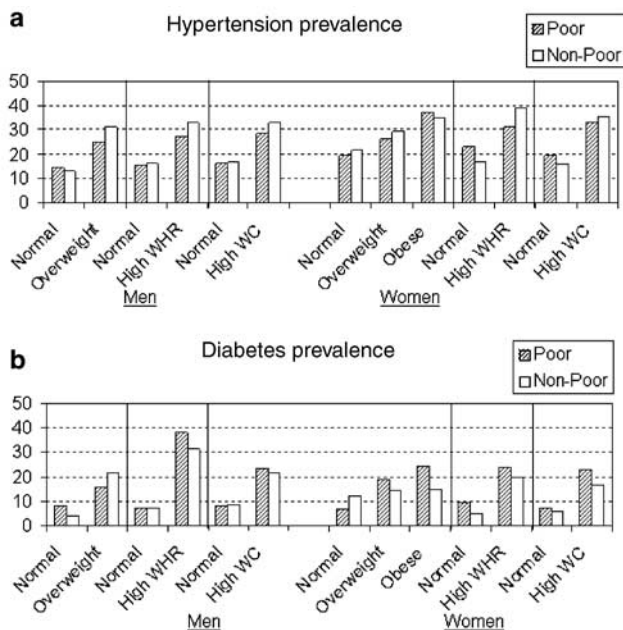 a
Hypertension prevalence
Poor
Non-Poor
50
40
30
20
10
0
Normal
Overweight
Normal
High WHR
Normal
High WC
Normal
Overweight
Obese
Normal
High WHR
Normal
High WC
Men
Women
b
Diabetes prevalence
Poor
Non-Poor
50
40
30
20
10
0
Normal
Overweight
Normal
High WHR
Normal
High WC
Normal
Overweight
Obese
Normal
High WHR
Normal
High WC
Men
Women